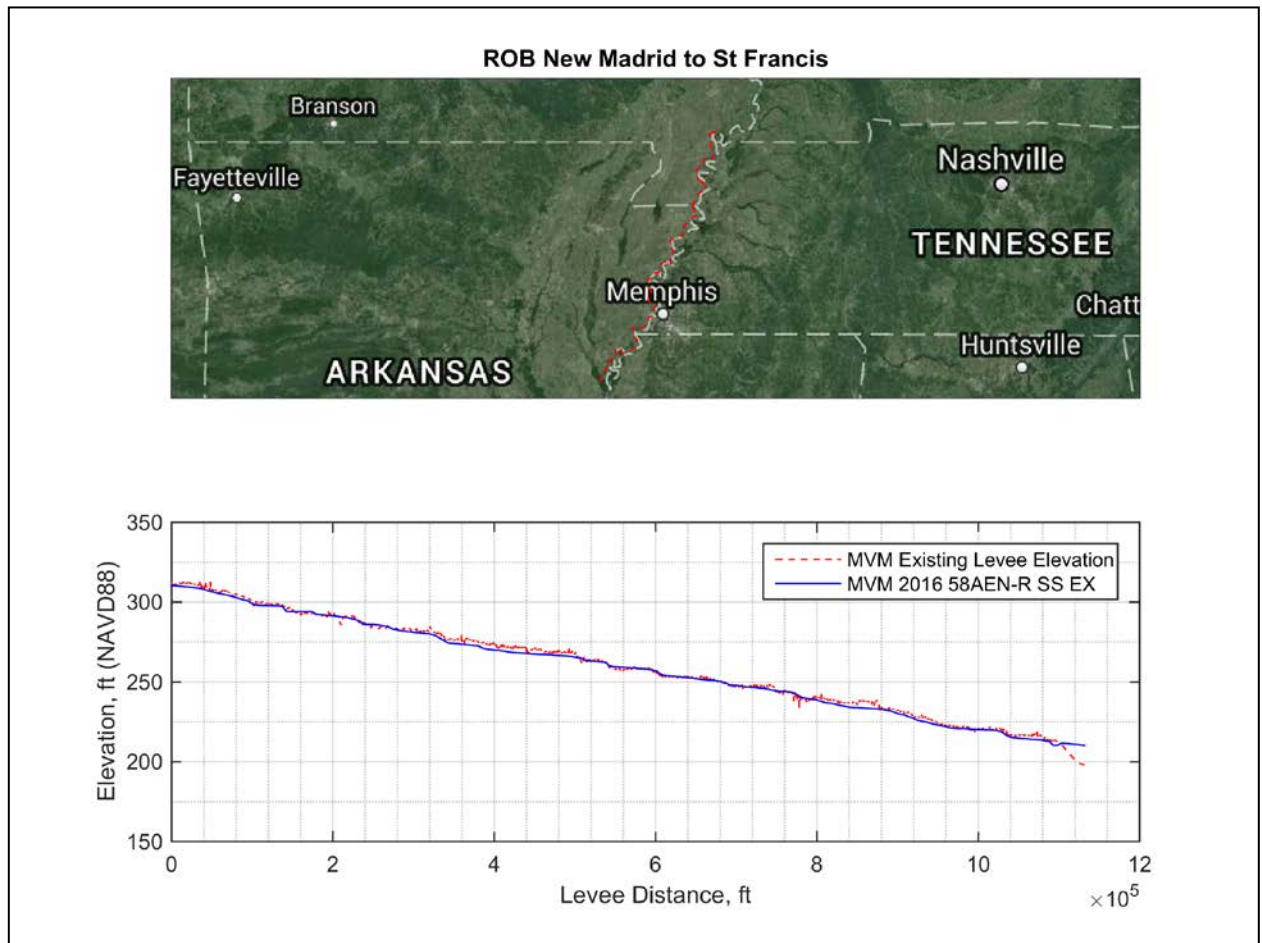 ROB New Madrid to St Francis
Branson
Nashville
Fayetteville
TENNESSEE
Memphis
Chatt
Huntsville
ARKANSAS
350
300
250
200
150
Elevation, ft (NAVD88)
MVM Existing Levee Elevation
MVM 2016 58AEN-R SS EX
0 2 4 6 8 10 12
Levee Distance, ft
×10⁵